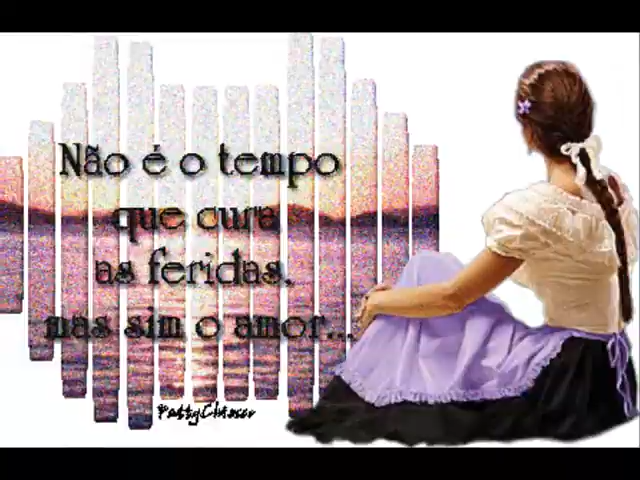 Não é o tempo
que cura
as feridas,
mas sim o amor...